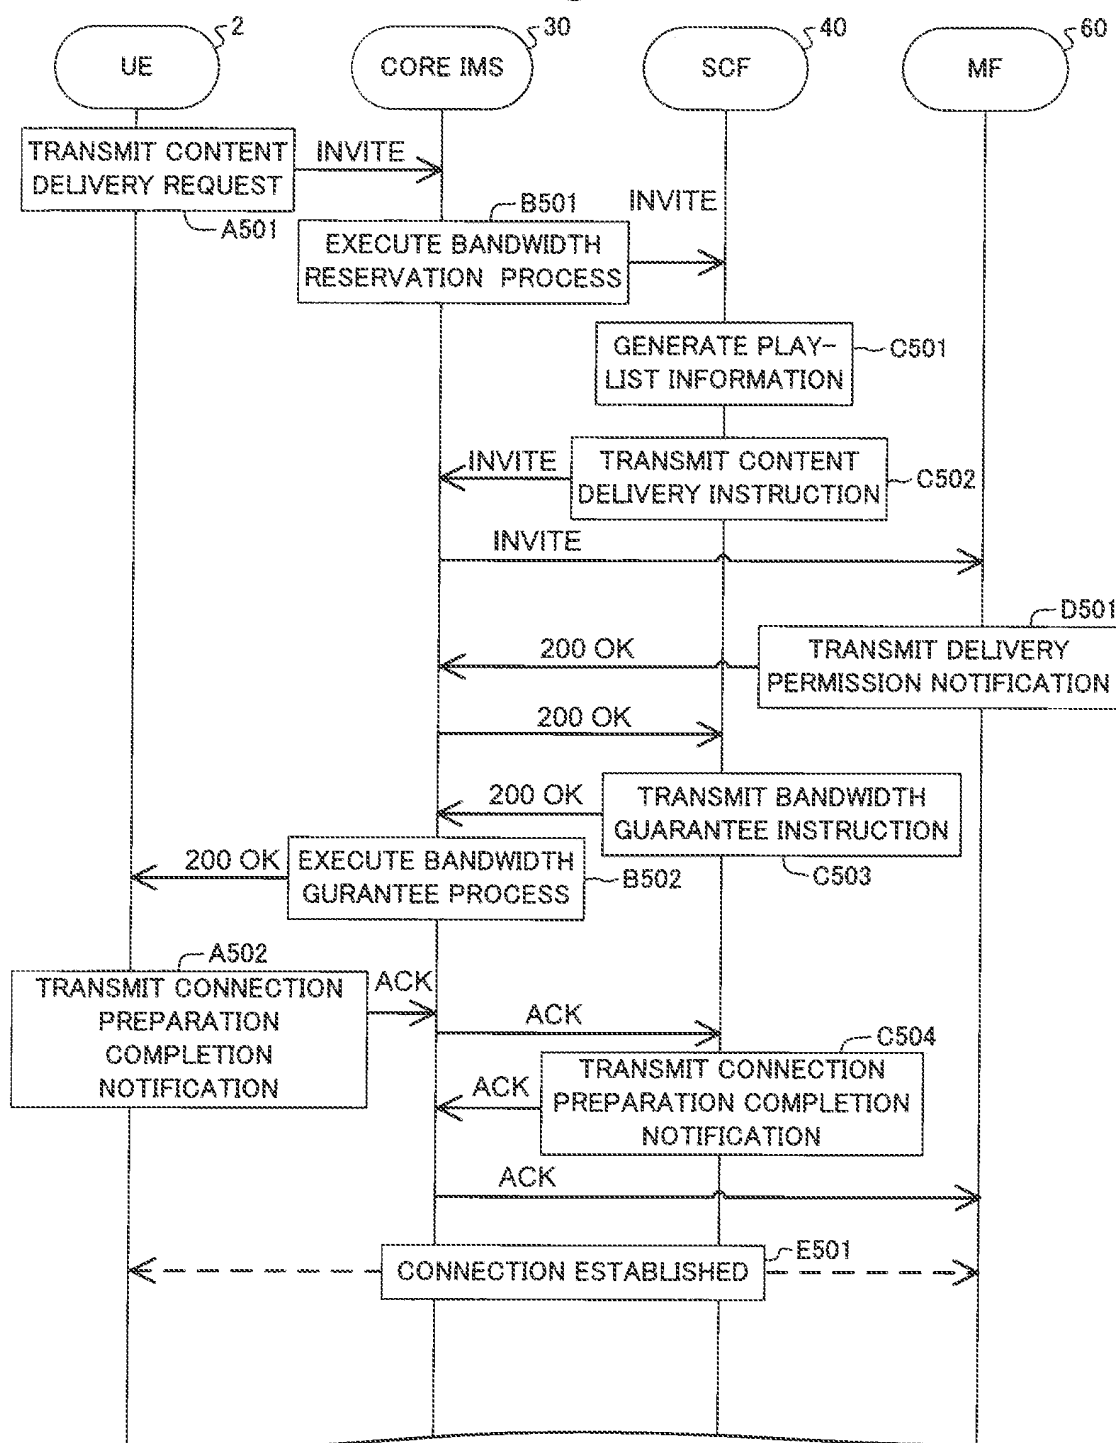 2
30
40
60
UE
CORE IMS
SCF
MF
TRANSMIT CONTENT
DELIVERY REQUEST
INVITE
A501
B501
INVITE
EXECUTE BANDWIDTH
RESERVATION PROCESS
GENERATE PLAY-
LIST INFORMATION
C501
INVITE
TRANSMIT CONTENT
DELIVERY INSTRUCTION
C502
INVITE
D501
200 OK
TRANSMIT DELIVERY
PERMISSION NOTIFICATION
200 OK
200 OK
TRANSMIT BANDWIDTH
GUARANTEE INSTRUCTION
C503
200 OK
EXECUTE BANDWIDTH
GURANTEE PROCESS
B502
A502
TRANSMIT CONNECTION
PREPARATION
COMPLETION
NOTIFICATION
ACK
ACK
C504
ACK
TRANSMIT CONNECTION
PREPARATION COMPLETION
NOTIFICATION
ACK
E501
CONNECTION ESTABLISHED